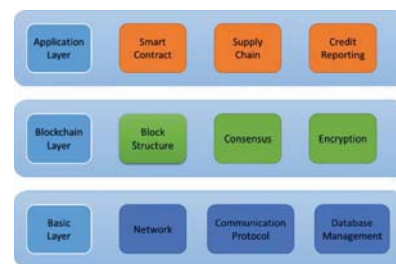 Application
Layer
Smart
Contract
Supply
Chain
Credit
Reporting
Blockchain
Layer
Block
Structure
Consensus
Encryption
Basic
Layer
Network
Communication
Protocol
Database
Management